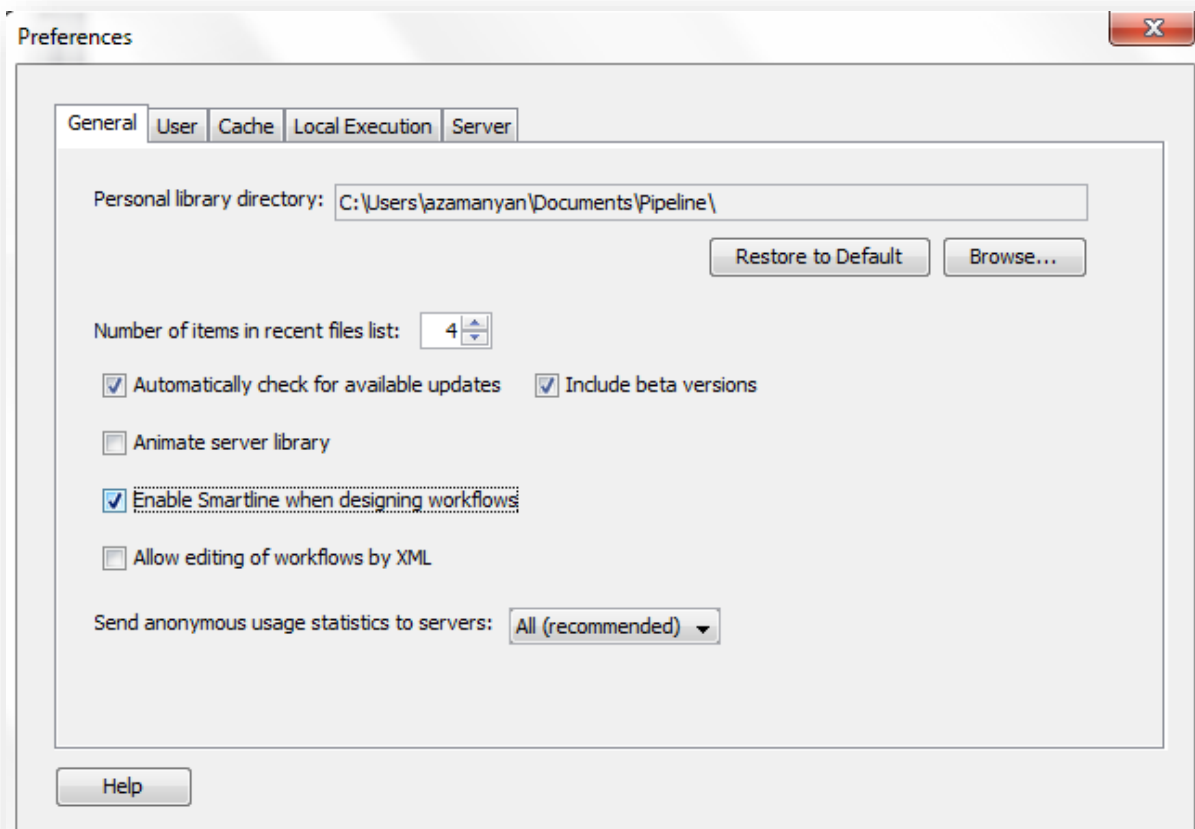 Preferences
General User Cache Local Execution Server
Personal library directory: C:\Users\azamanyan\Documents\Pipeline\
Restore to Default Browse...
Number of items in recent files list: 4
Automatically check for available updates Include beta versions
Animate server library
Enable Smartline when designing workflows
Allow editing of workflows by XML
Send anonymous usage statistics to servers: All (recommended)
Help